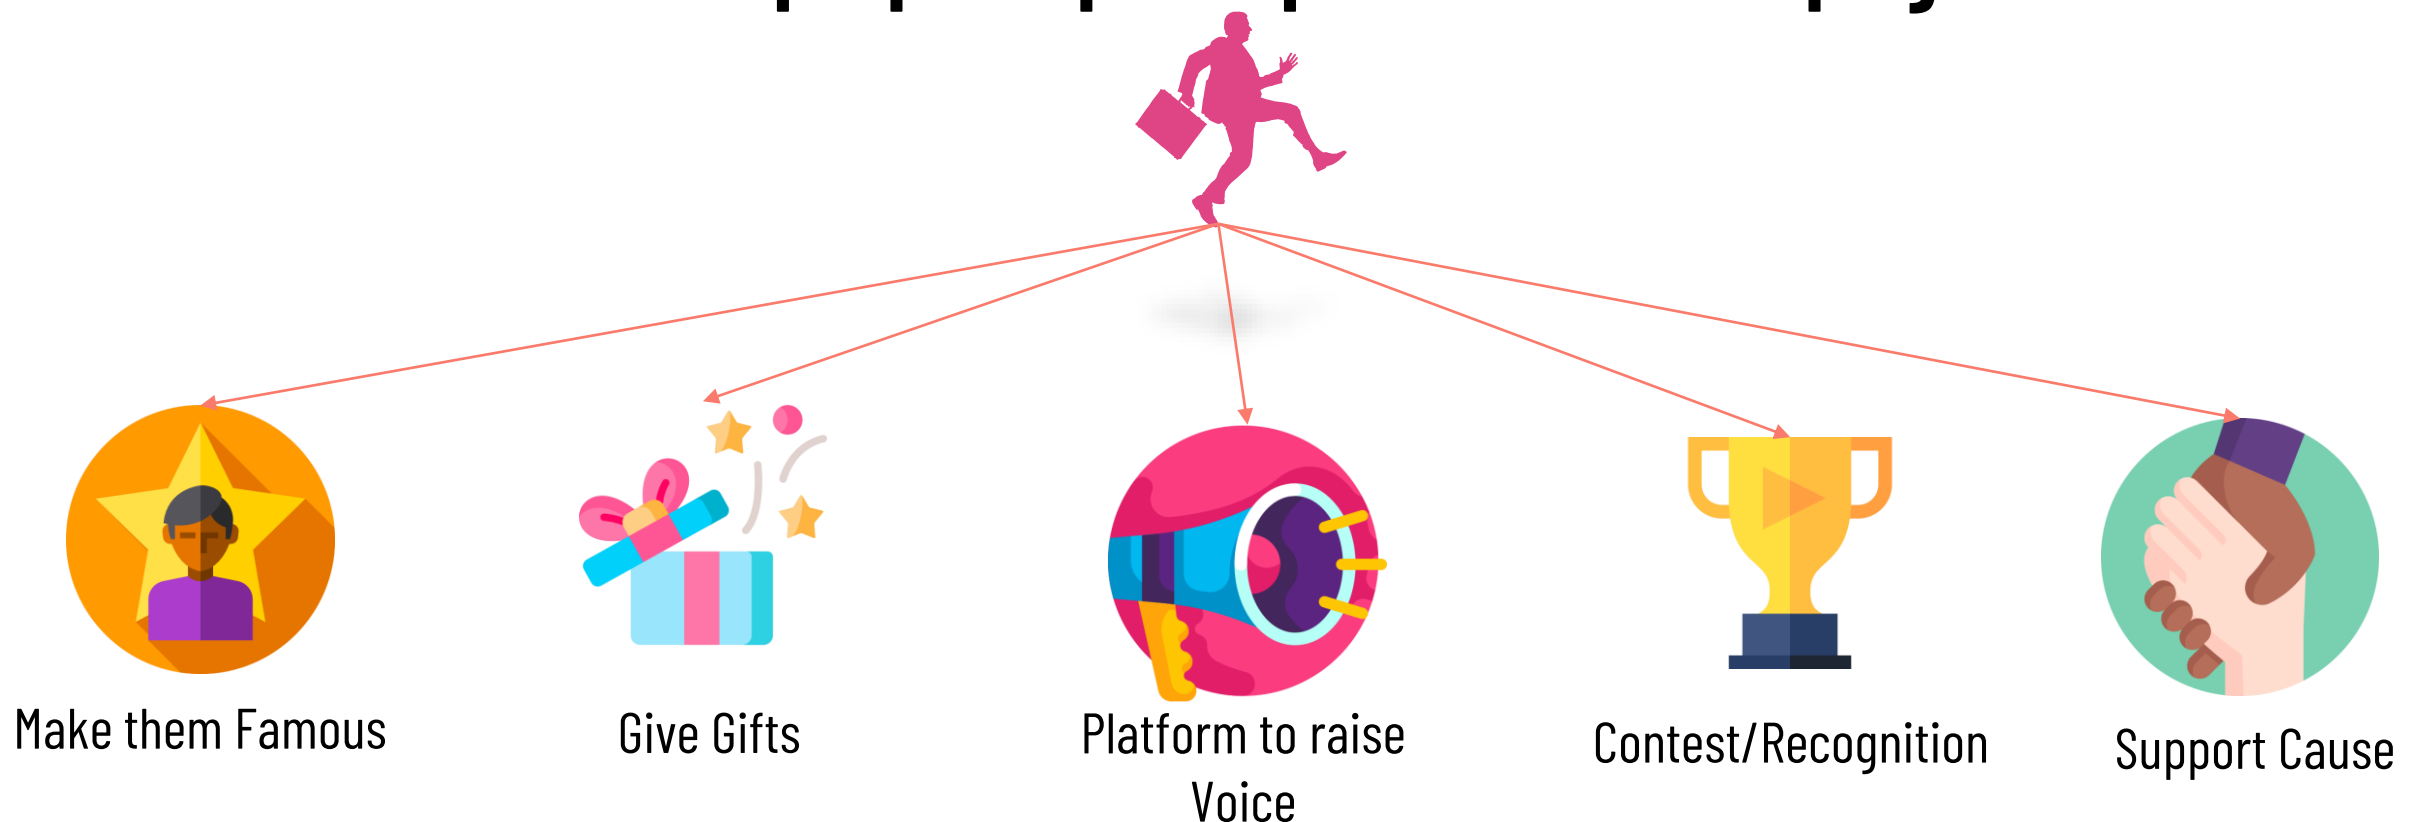 Make them Famous
Give Gifts
Platform to raise
Voice
Contest/Recognition
Support Cause